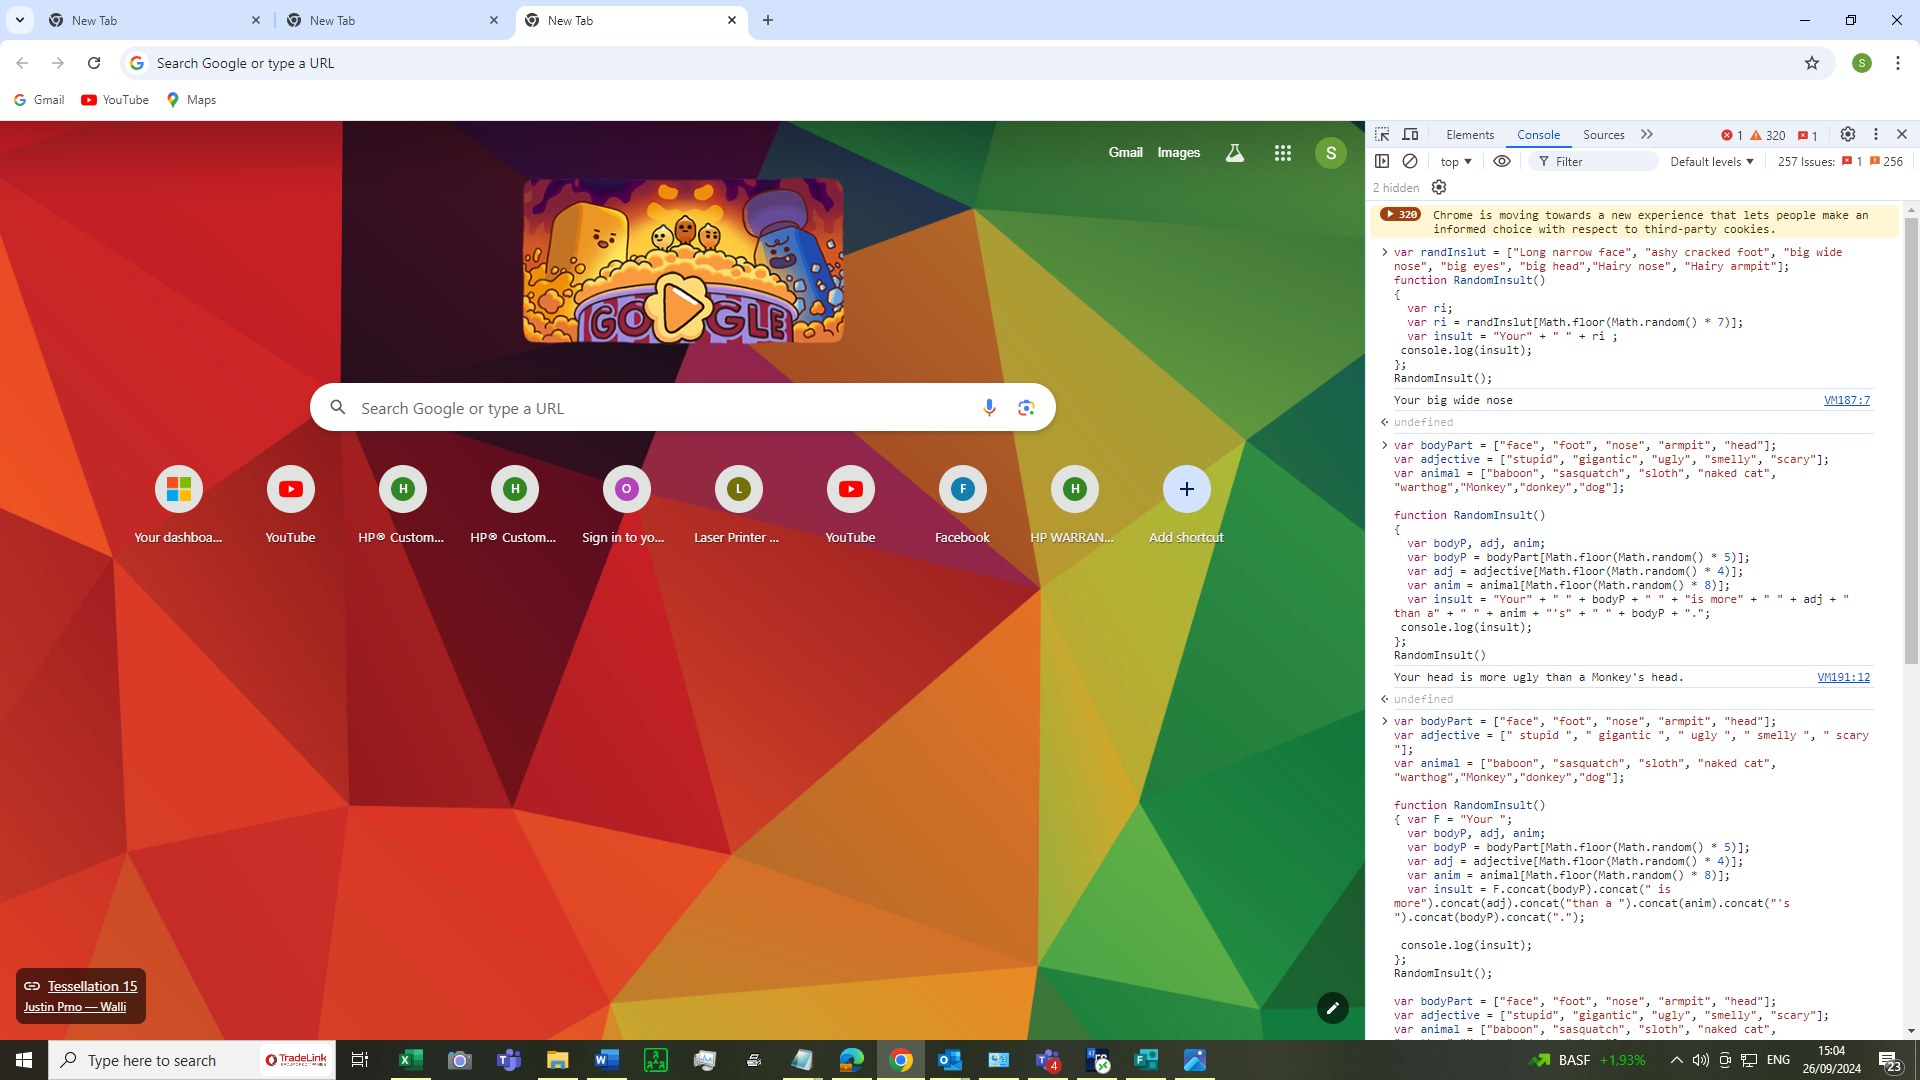 New Tab
New Tab
New Tab
Search Google or type a URL
Gmail
YouTube
Maps
Gmail
Images
S
S
GOOGLE
Search Google or type a URL
H
H
O
L
F
H
Your dashboa...
YouTube
HP® Custom...
HP® Custom...
Sign in to yo...
Laser Printer ...
YouTube
Facebook
HP WARRAN...
Add shortcut
Tessellation 15
Justin Prno — Walli
Elements
Console
Sources
1
320
1
top
Filter
Default levels
257 Issues:
1
256
2 hidden
320
Chrome is moving towards a new experience that lets people make an
informed choice with respect to third-party cookies.
var randInslut = ["Long narrow face", "ashy cracked foot", "big wide
nose", "big eyes", "big head","Hairy nose", "Hairy armpit"];
function RandomInsult()
{
var ri;
var ri = randInslut[Math.floor(Math.random() * 7)];
var insult = "Your" + " " + ri ;
console.log(insult);
};
RandomInsult();
Your big wide nose VM187:7
undefined
var bodyPart = ["face", "foot", "nose", "armpit", "head"];
var adjective = ["stupid", "gigantic", "ugly", "smelly", "scary"];
var animal = ["baboon", "sasquatch", "sloth", "naked cat",
"warthog","Monkey","donkey","dog"];
function RandomInsult()
{
var bodyP, adj, anim;
var bodyP = bodyPart[Math.floor(Math.random() * 5)];
var adj = adjective[Math.floor(Math.random() * 4)];
var anim = animal[Math.floor(Math.random() * 8)];
var insult = "Your" + " " + bodyP + " " + "is more" + " " + adj + "
than a" + " " + anim + "'s" + " " + bodyP + ".";
console.log(insult);
};
RandomInsult()
Your head is more ugly than a Monkey's head. VM191:12
undefined
var bodyPart = ["face", "foot", "nose", "armpit", "head"];
var adjective = [" stupid ", " gigantic ", " ugly ", " smelly ", " scary
"];
var animal = ["baboon", "sasquatch", "sloth", "naked cat",
"warthog","Monkey","donkey","dog"];
function RandomInsult()
{ var F = "Your ";
var bodyP, adj, anim;
var bodyP = bodyPart[Math.floor(Math.random() * 5)];
var adj = adjective[Math.floor(Math.random() * 4)];
var anim = animal[Math.floor(Math.random() * 8)];
var insult = F.concat(bodyP).concat(" is
more").concat(adj).concat("than a ").concat(anim).concat("'s
").concat(bodyP).concat(".");
console.log(insult);
};
RandomInsult();
var bodyPart = ["face", "foot", "nose", "armpit", "head"];
var adjective = ["stupid", "gigantic", "ugly", "smelly", "scary"];
var animal = ["baboon", "sasquatch", "sloth", "naked cat",
Type here to search
TradeLink
4
BASF +1,93%
ENG
15:04
26/09/2024
23